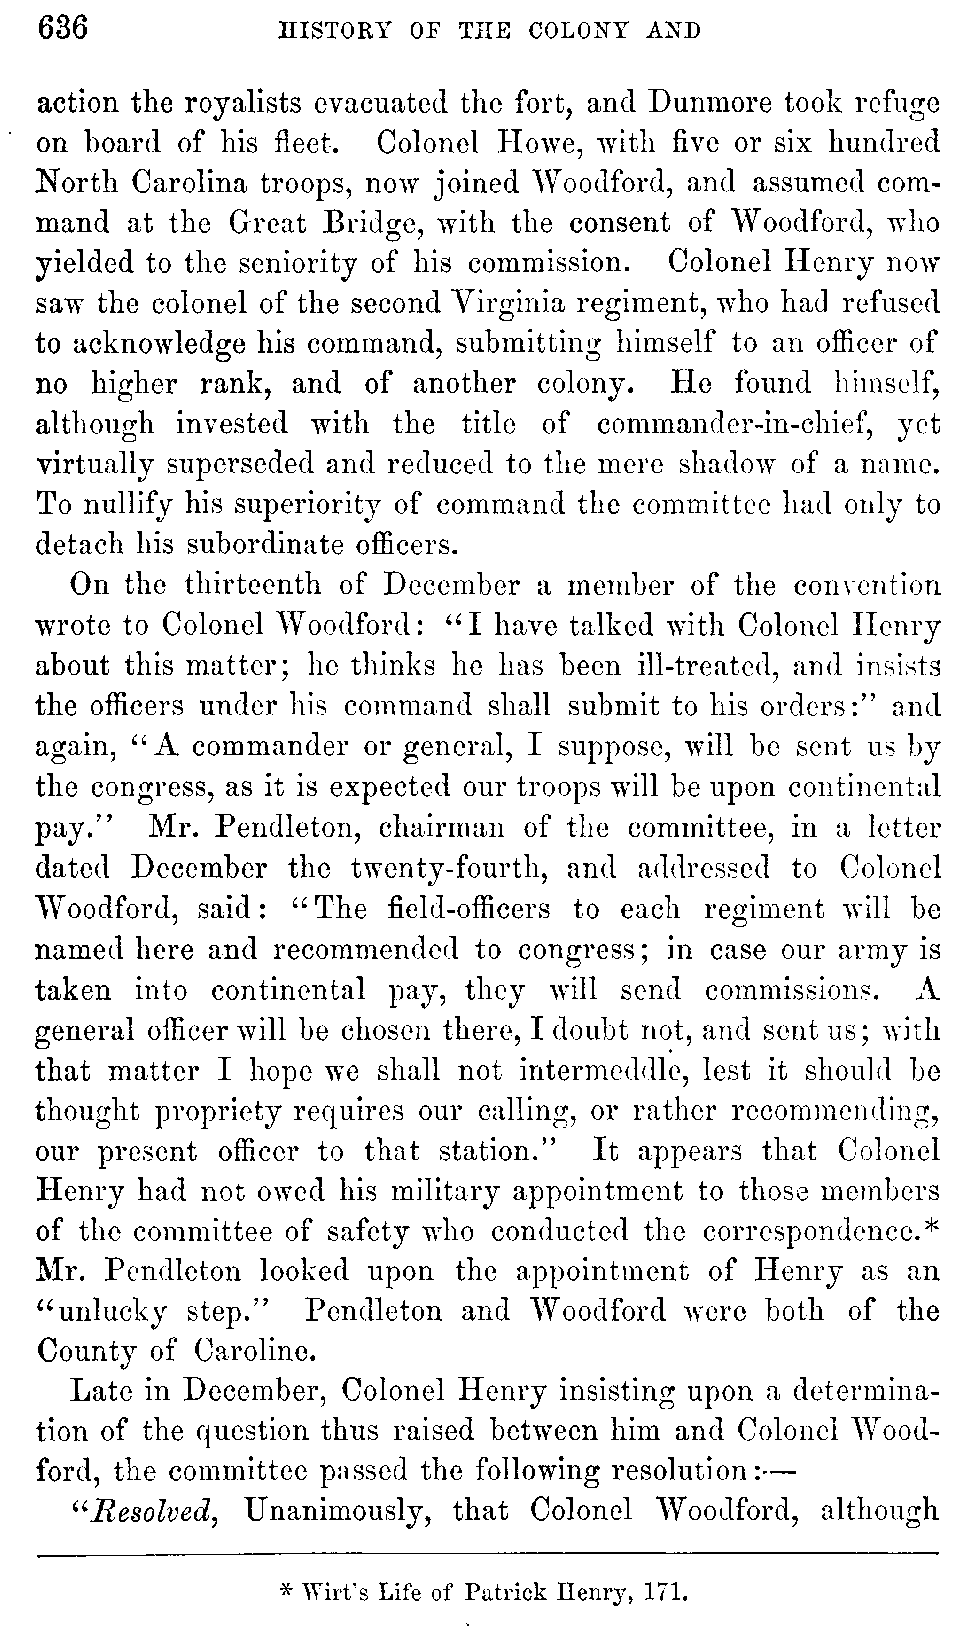 636 HISTORY OF THE COLONY AND
action the royalists evacuated the fort, and Dunmore took refuge
on board of his fleet. Colonel Howe, with five or six hundred
North Carolina troops, now joined Woodford, and assumed com-
mand at the Great Bridge, with the consent of Woodford, who
yielded to the seniority of his commission. Colonel Henry now
saw the colonel of the second Virginia regiment, who had refused
to acknowledge his command, submitting himself to an officer of
no higher rank, and of another colony. He found himself,
although invested with the title of commander-in-chief, yet
virtually superseded and reduced to the mere shadow of a name.
To nullify his superiority of command the committee had only to
detach his subordinate officers.
On the thirteenth of December a member of the convention
wrote to Colonel Woodford: "I have talked with Colonel Henry
about this matter; he thinks he has been ill-treated, and insists
the officers under his command shall submit to his orders:" and
again, "A commander or general, I suppose, will be sent us by
the congress, as it is expected our troops will be upon continental
pay." Mr. Pendleton, chairman of the committee, in a letter
dated December the twenty-fourth, and addressed to Colonel
Woodford, said: "The field-officers to each regiment will be
named here and recommended to congress; in case our army is
taken into continental pay, they will send commissions. A
general officer will be chosen there, I doubt not, and sent us; with
that matter I hope we shall not intermeddle, lest it should be
thought propriety requires our calling, or rather recommending,
our present officer to that station." It appears that Colonel
Henry had not owed his military appointment to those members
of the committee of safety who conducted the correspondence.*
Mr. Pendleton looked upon the appointment of Henry as an
"unlucky step." Pendleton and Woodford were both of the
County of Caroline.
Late in December, Colonel Henry insisting upon a determina-
tion of the question thus raised between him and Colonel Wood-
ford, the committee passed the following resolution:—
"Resolved, Unanimously, that Colonel Woodford, although
* Wirt's Life of Patrick Henry, 171.